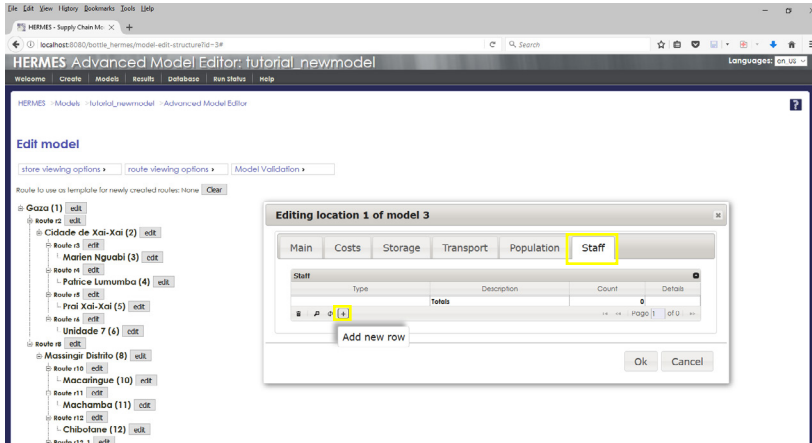 File Edit View History Bookmarks Tools Help
HERMES - Supply Chain Mo
localhost:8080/bottle_hermes/model-edit-structure?id=3#
Search
HERMES Advanced Model Editor: tutorial_newmodel
Languages: en_US
Welcome Create Models Results Database Run Status Help
HERMES >Models >tutorial_newmodel >Advanced Model Editor
?
Edit model
store viewing options › route viewing options › Model Validation ›
Route to use as template for newly created routes: None Clear
Gaza (1) edit
Route r2 edit
Cidade de Xai-Xai (2) edit
Route r3 edit
Marien Nguabi (3) edit
Route r4 edit
Patrice Lumumba (4) edit
Route r5 edit
Prai Xai-Xai (5) edit
Route r6 edit
Unidade 7 (6) edit
Route r8 edit
Massingir Distrito (8) edit
Route r10 edit
Macaringue (10) edit
Route r11 edit
Machamba (11) edit
Route r12 edit
Chibotane (12) edit
Route r12_1 edit
Editing location 1 of model 3
Main Costs Storage Transport Population Staff
Staff
Type Description Count Details
Totals 0
Page 1 of 0
Add new row
Ok Cancel